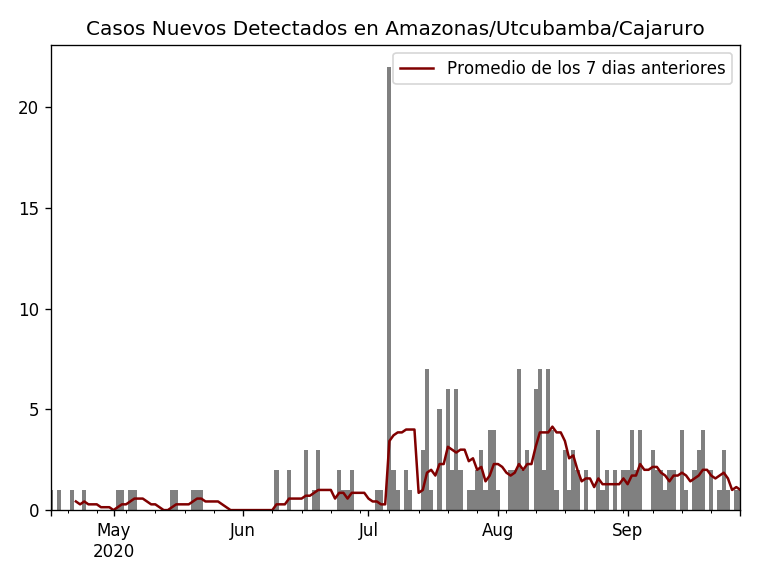 Casos Nuevos Detectados en Amazonas/Utcubamba/Cajaruro
Promedio de los 7 dias anteriores
20
15
10
5
0
May Jun Jul Aug Sep
2020